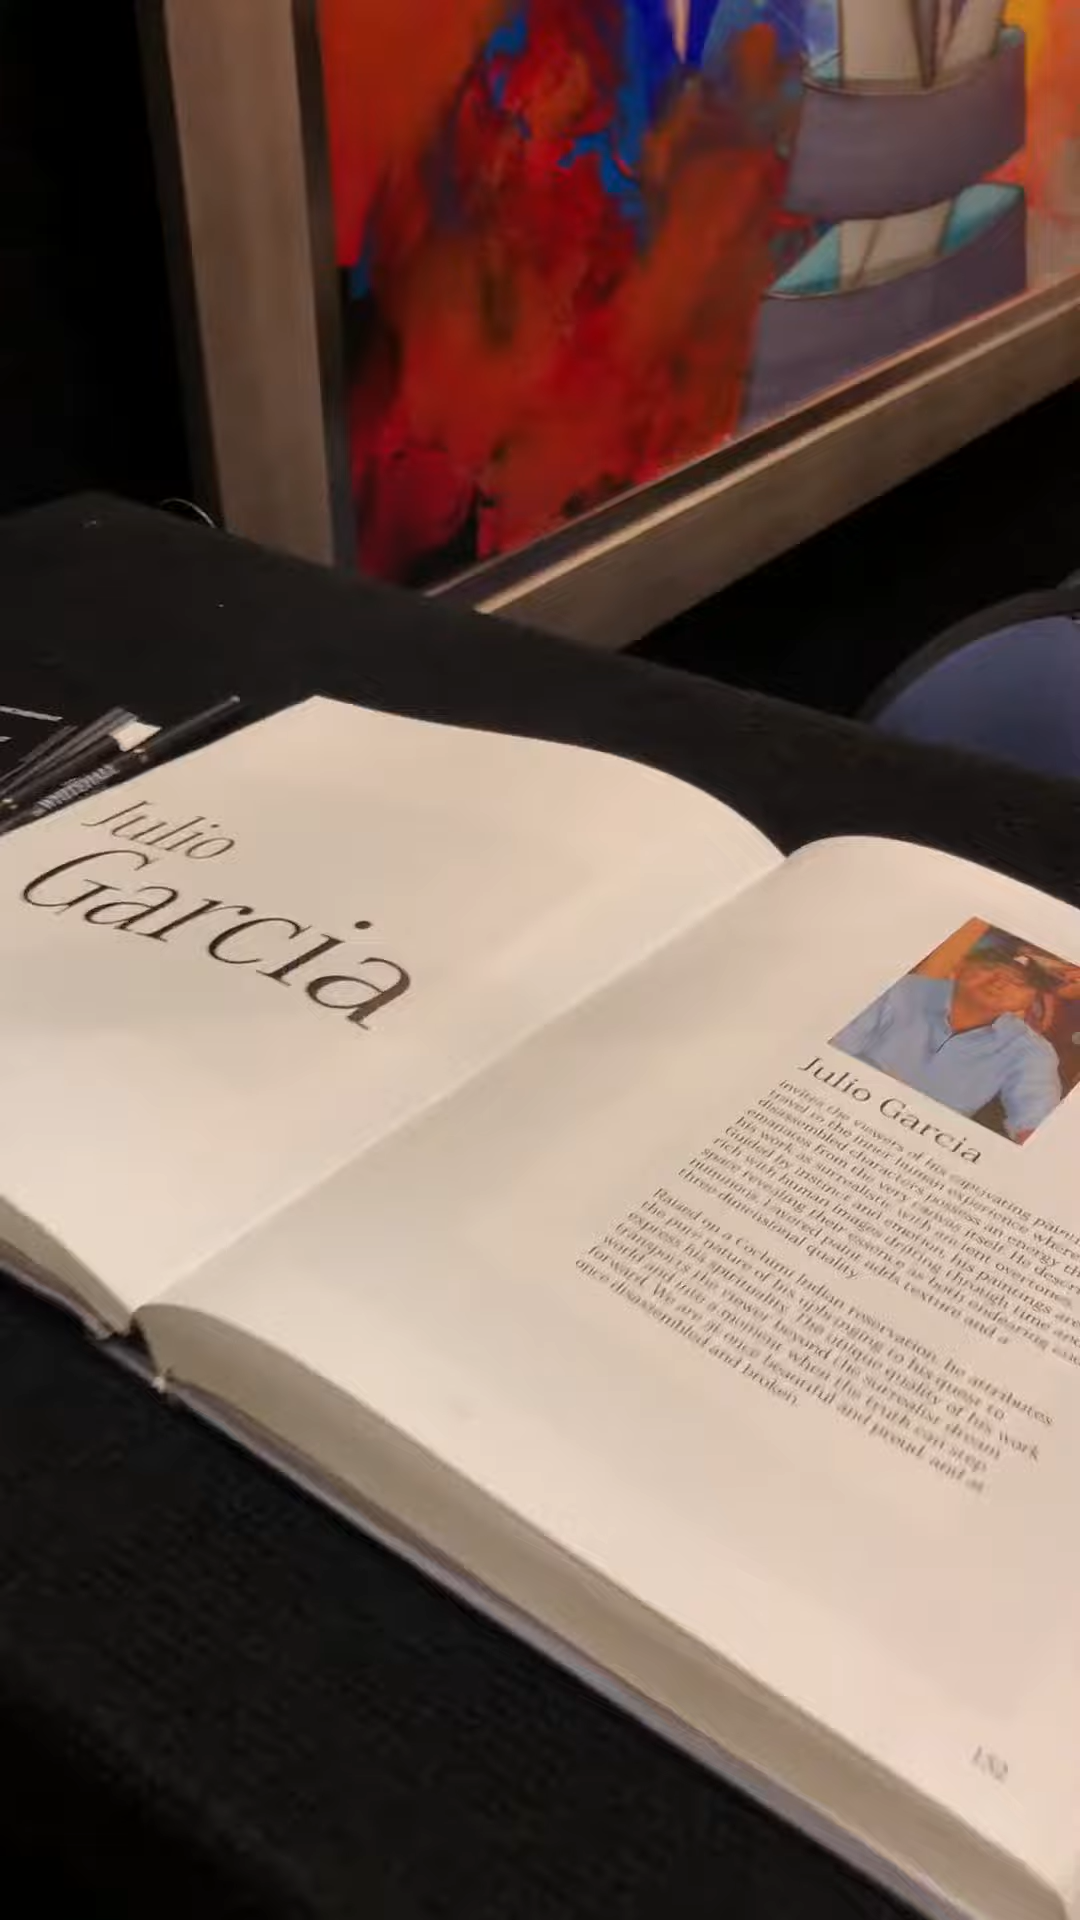 WHITEHALL
Julio
Garcia
Julio Garcia
invites the viewers of his captivating
travel to the inner human experience where
disassembled characters possess an energy
emanates from the very canvas itself. He
his work as surrealistic with ancient overtones.
Guided by instinct and emotion, his paintings are
rich with human images drifting through time and
space revealing their essence as both endearing and
numinous. Layered paint adds texture and a
three dimensional quality
Raised on a Cochimi Indian reservation, he attributes
the pure nature of his upbringing to his quest to
express his spirituality. The unique quality of his work
transports the viewer beyond the surrealist dream
world and into a moment when the truth can step
forward. We are at once beautiful and proud, and at
once disassembled and broken.
132